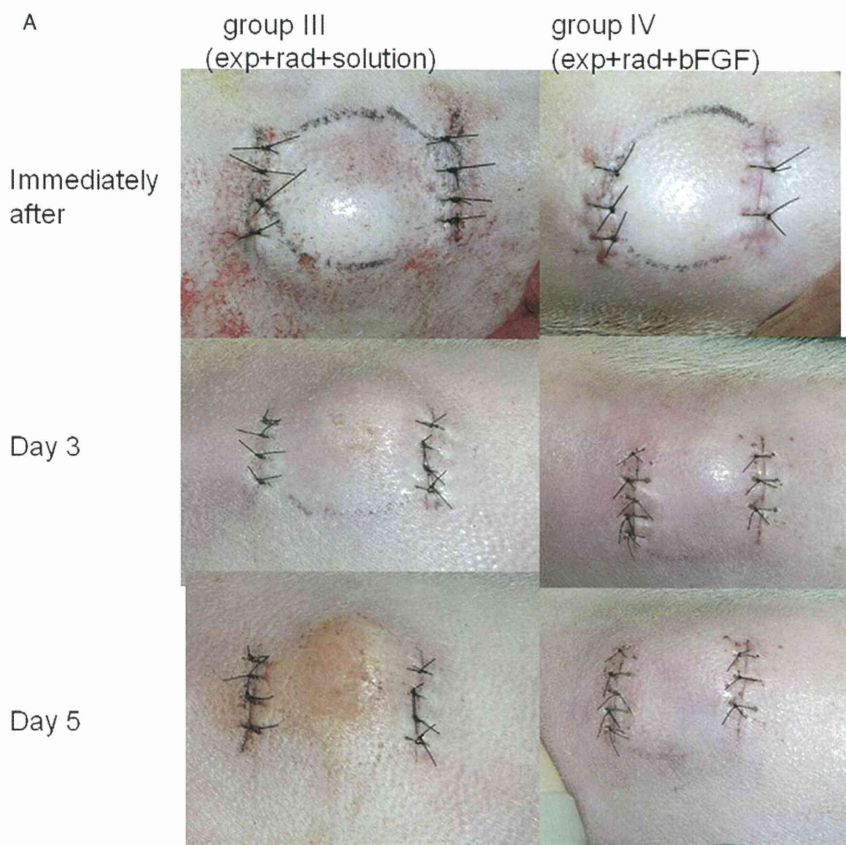 A
group III
(exp+rad+solution)
group IV
(exp+rad+bFGF)
Immediately
after
Day 3
Day 5